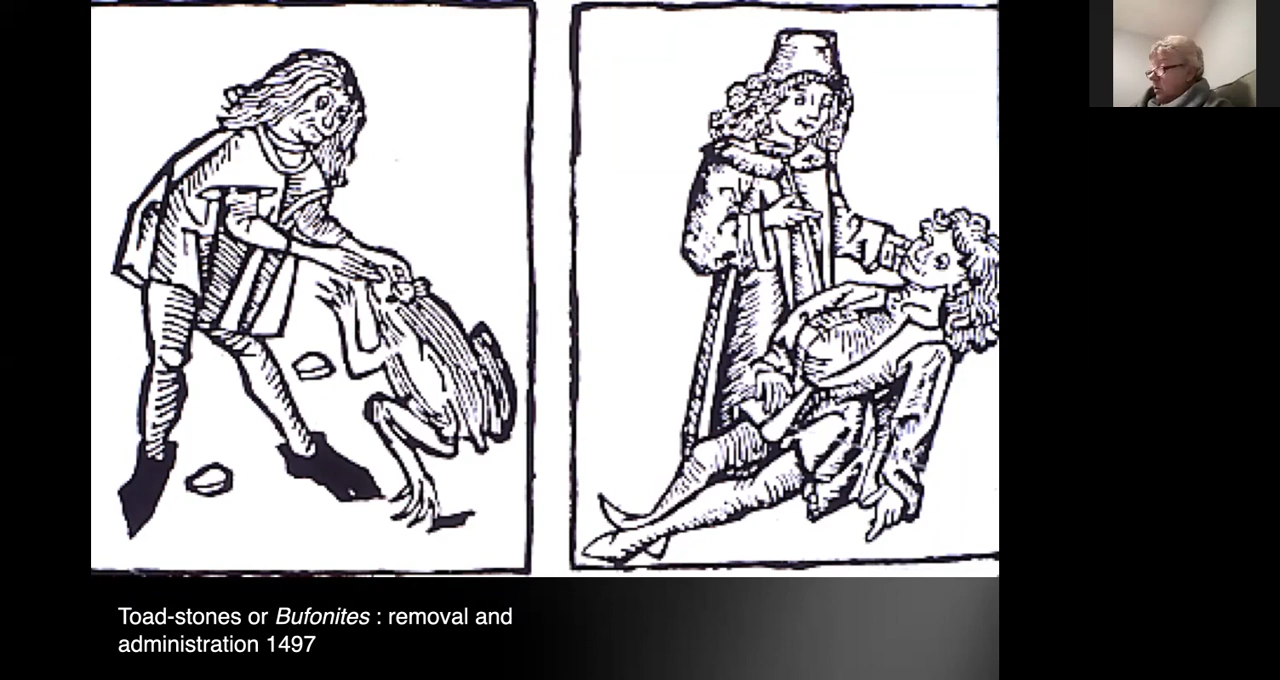 Toad-stones or Bufonites : removal and
administration 1497